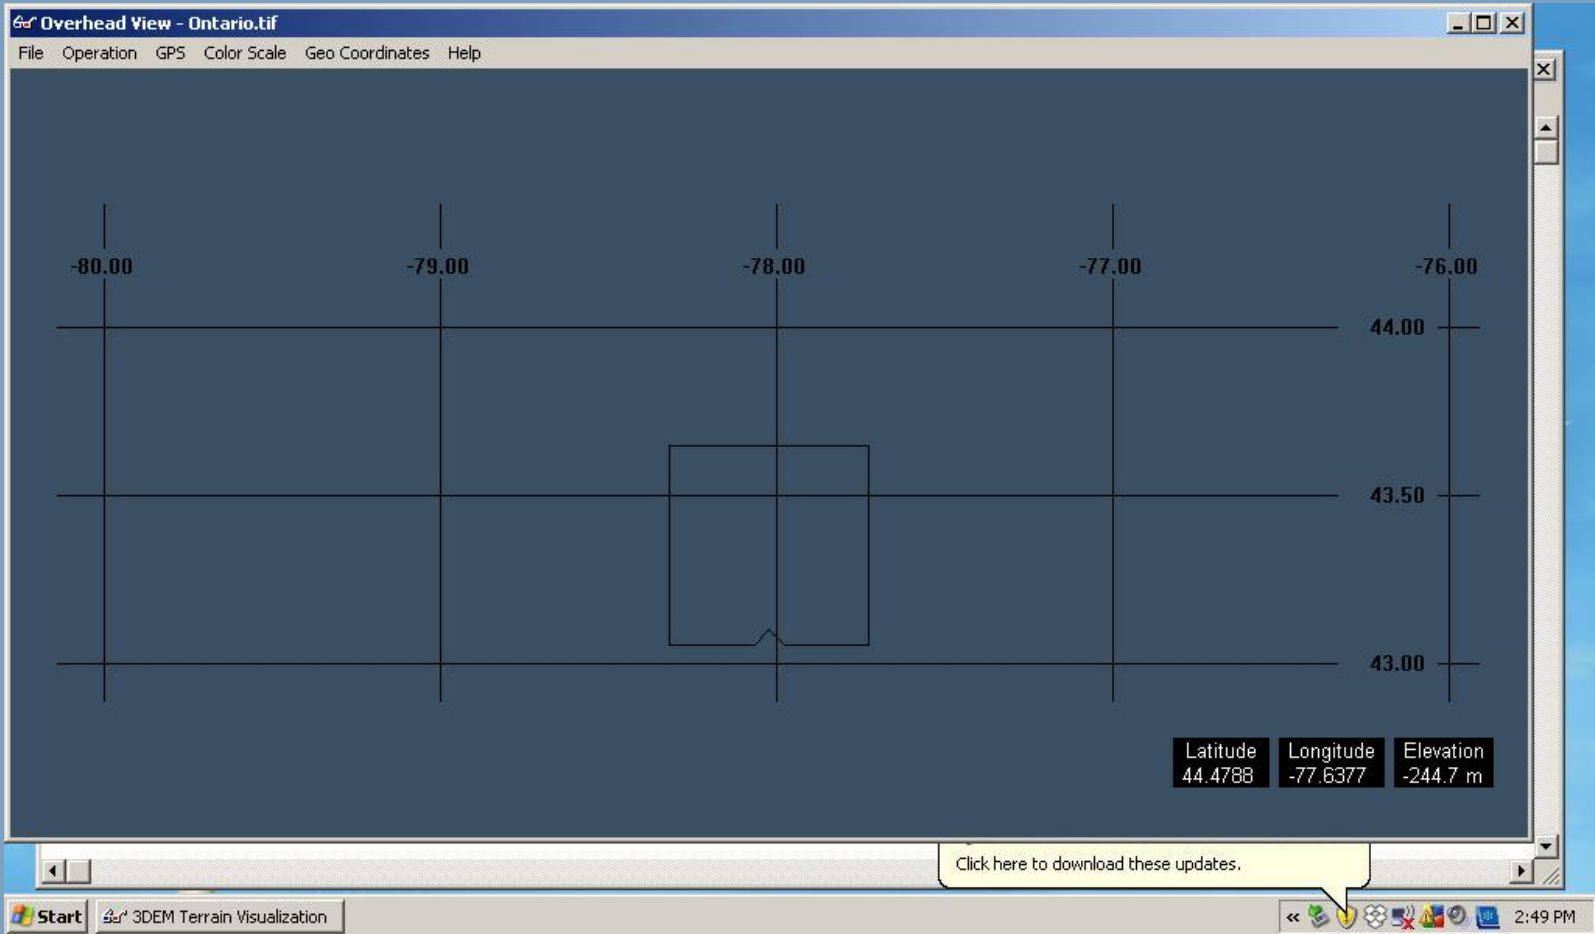 Overhead View - Ontario.tif
File Operation GPS Color Scale Geo Coordinates Help
-80.00 -79.00 -78.00 -77.00 -76.00
44.00
43.50
43.00
Latitude Longitude Elevation
44.4788 -77.6377 -244.7 m
Click here to download these updates.
Start 3DEM Terrain Visualization « 2:49 PM